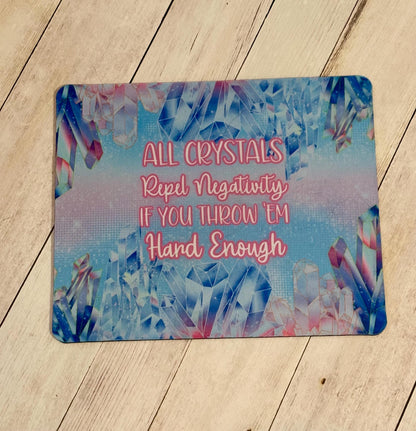 ALL CRYSTALS
Repel Negativity
IF YOU THROW 'EM
Hard Enough